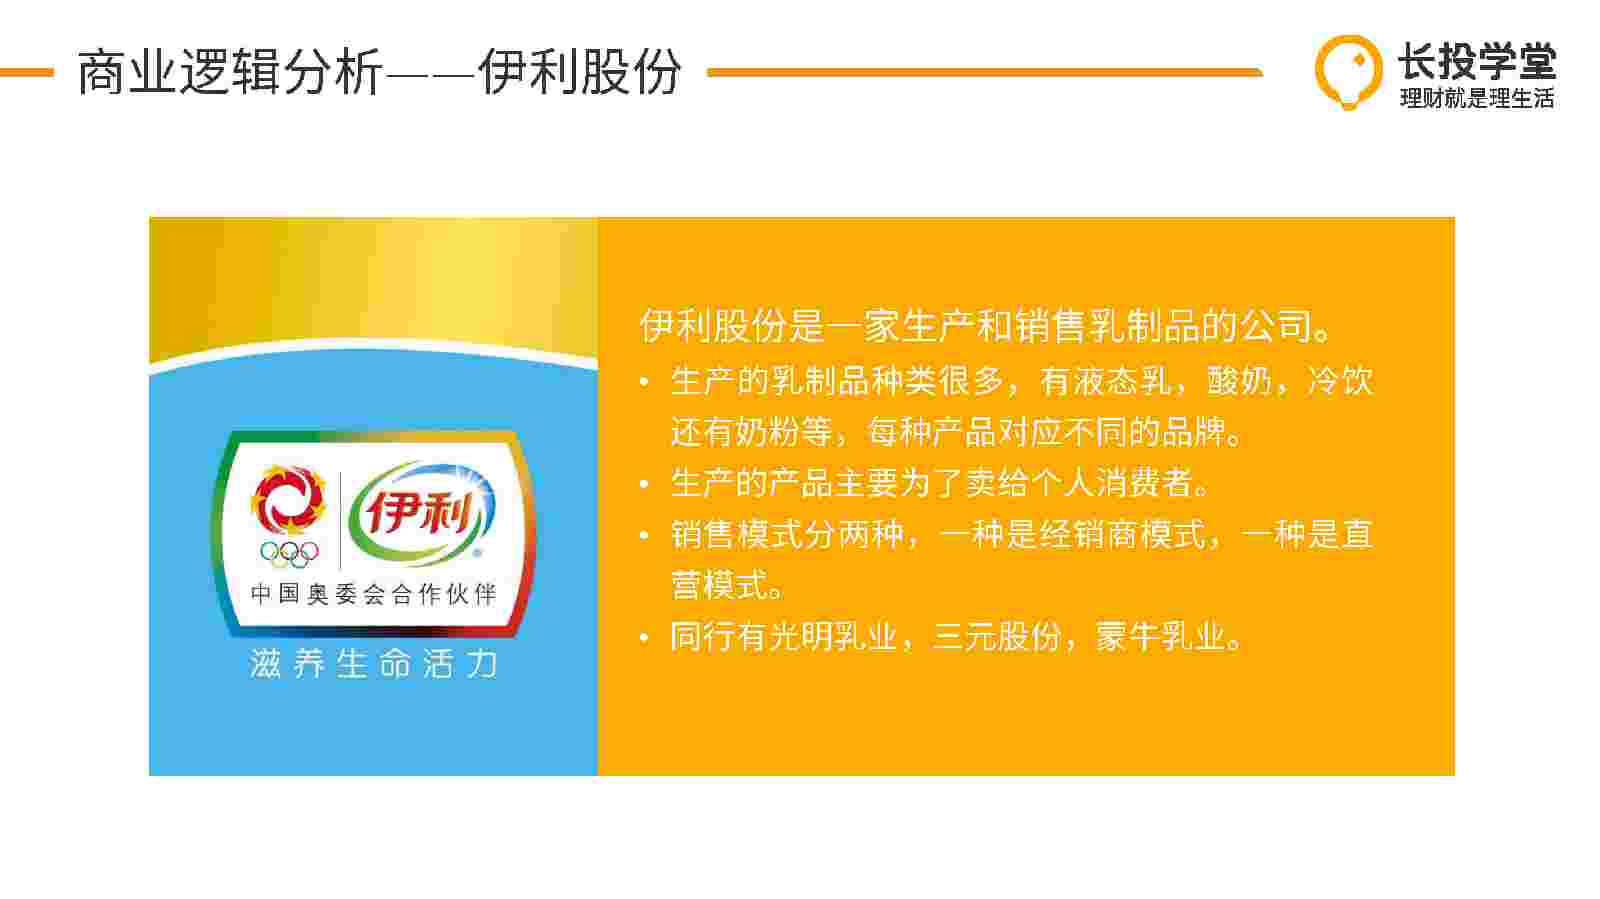 商业逻辑分析——伊利股份
长投学堂
理财就是理生活
伊利股份是一家生产和销售乳制品的公司。
• 生产的乳制品种类很多，有液态乳，酸奶，冷饮
还有奶粉等，每种产品对应不同的品牌。
• 生产的产品主要为了卖给个人消费者。
• 销售模式分两种，一种是经销商模式，一种是直
营模式。
• 同行有光明乳业，三元股份，蒙牛乳业。
伊利®
中国奥委会合作伙伴
滋养生命活力